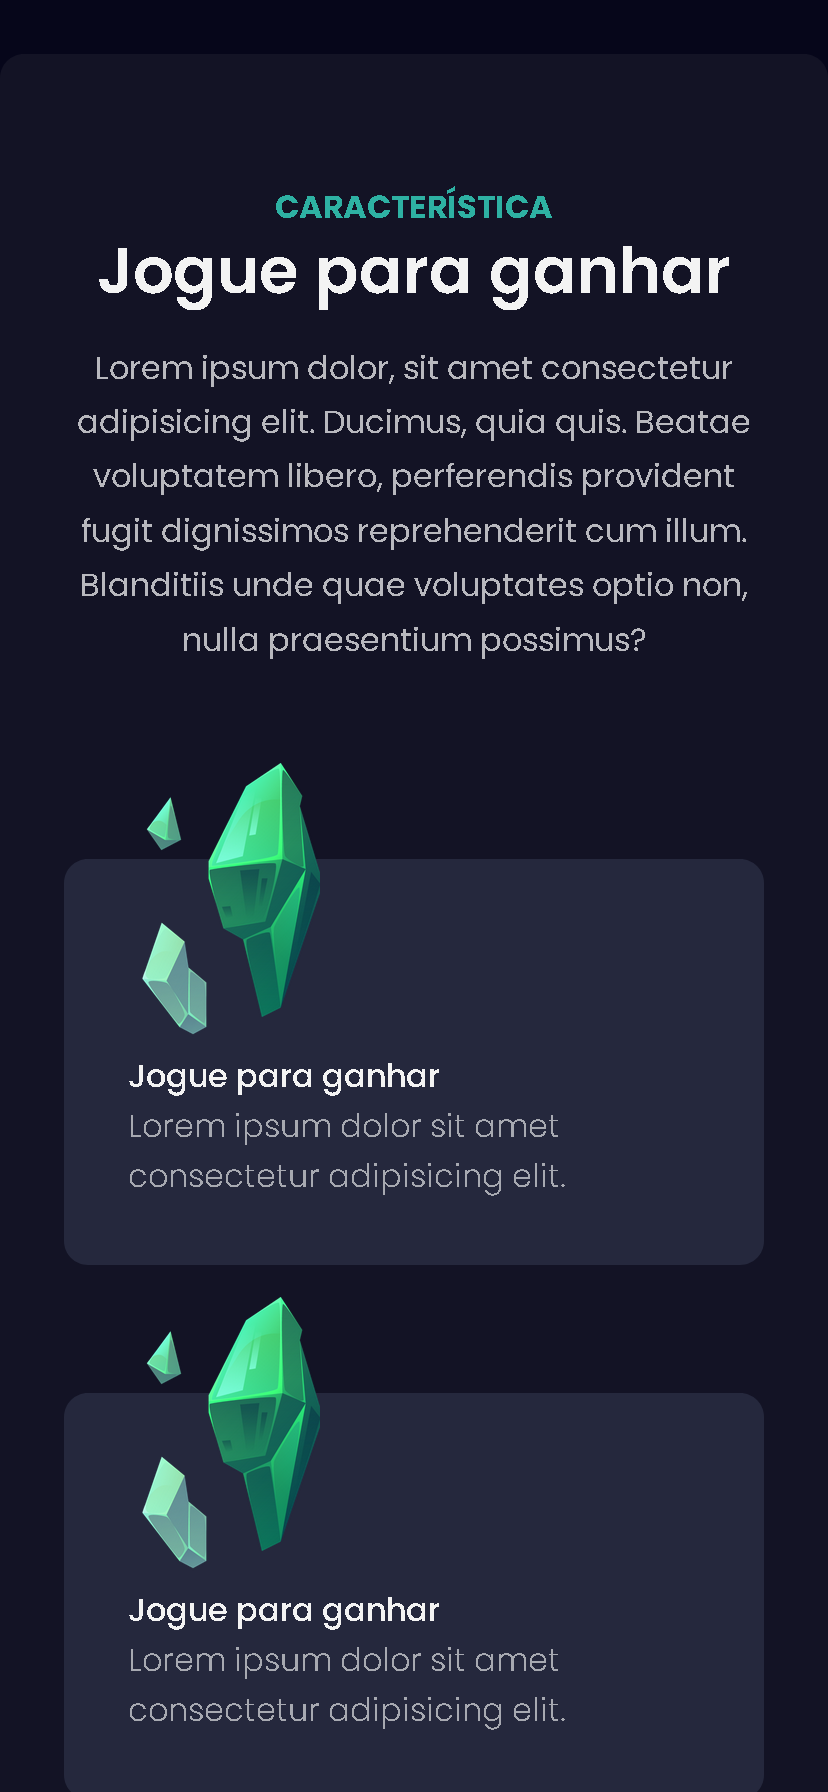 CARACTERÍSTICA
Jogue para ganhar
Lorem ipsum dolor, sit amet consectetur
adipisicing elit. Ducimus, quia quis. Beatae
voluptatem libero, perferendis provident
fugit dignissimos reprehenderit cum illum.
Blanditiis unde quae voluptates optio non,
nulla praesentium possimus?
Jogue para ganhar
Lorem ipsum dolor sit amet
consectetur adipisicing elit.
Jogue para ganhar
Lorem ipsum dolor sit amet
consectetur adipisicing elit.